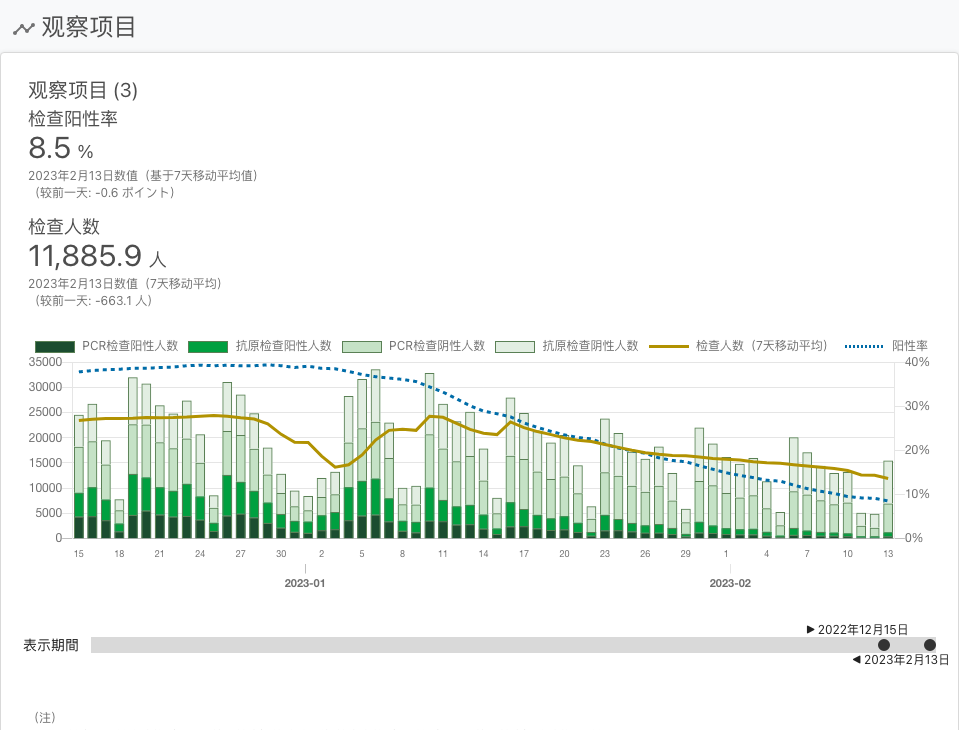 观察项目
观察项目 (3)
检查阳性率
8.5 %
2023年2月13日数值（基于7天移动平均值）
（较前一天: -0.6 ポイント）
检查人数
11,885.9 人
2023年2月13日数值（7天移动平均）
（较前一天: -663.1 人）
PCR检查阳性人数 抗原检查阳性人数 PCR检查阴性人数 抗原检查阴性人数 检查人数（7天移动平均） 阳性率
35000 40%
30000
25000 30%
20000
20%
15000
10000 10%
5000
0 0%
15 18 21 24 27 30 2 5 8 11 14 17 20 23 26 29 1 4 7 10 13
2023-01 2023-02
▶ 2022年12月15日
表示期間
◀ 2023年2月13日
（注）